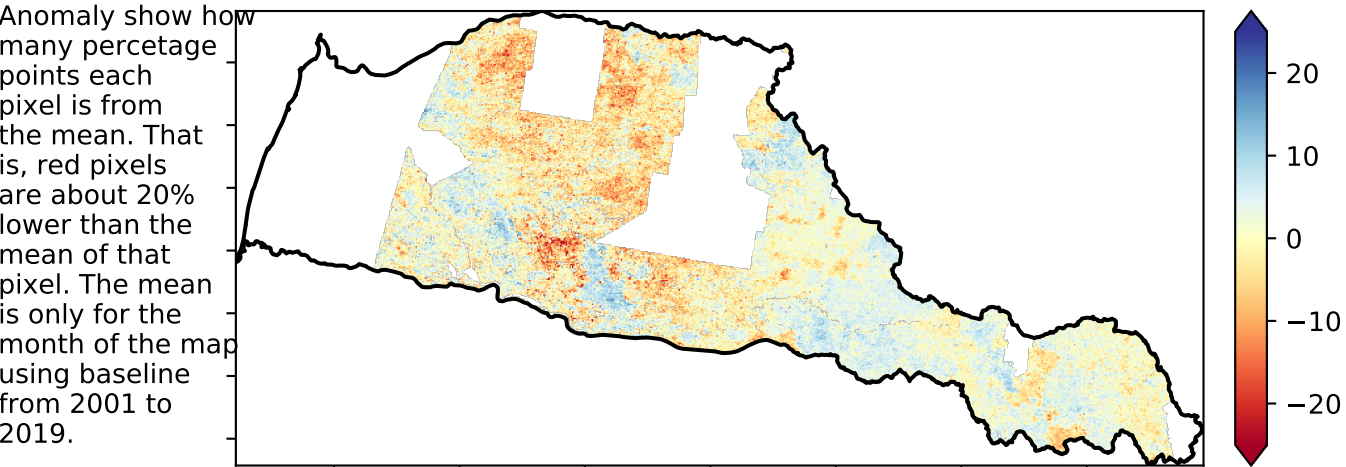 Anomaly show how
many percetage
points each
pixel is from
the mean. That
is, red pixels
are about 20%
lower than the
mean of that
pixel. The mean
is only for the
month of the map
using baseline
from 2001 to
2019.
20
10
0
−10
−20